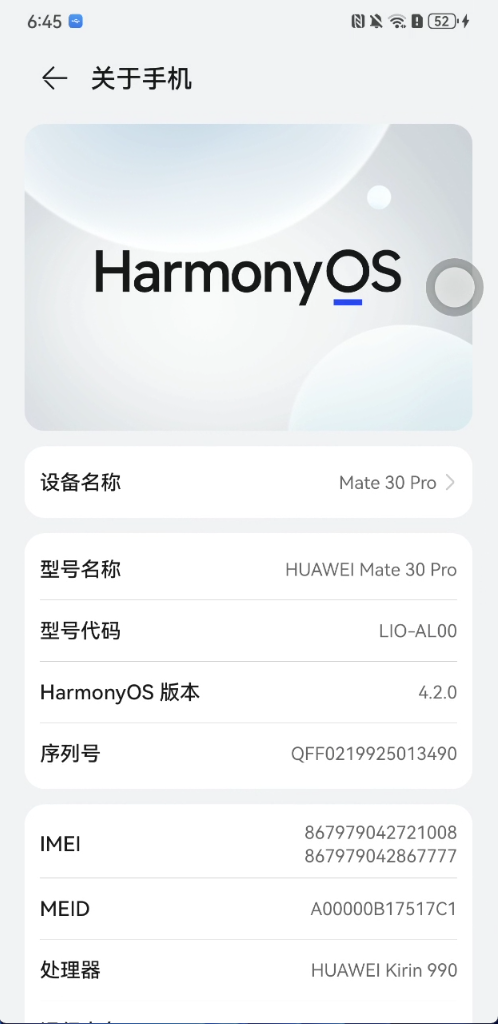 6:45
52
关于手机
HarmonyOS
设备名称 Mate 30 Pro
型号名称 HUAWEI Mate 30 Pro
型号代码 LIO-AL00
HarmonyOS 版本 4.2.0
序列号 QFF0219925013490
IMEI 867979042721008
867979042867777
MEID A00000B17517C1
处理器 HUAWEI Kirin 990